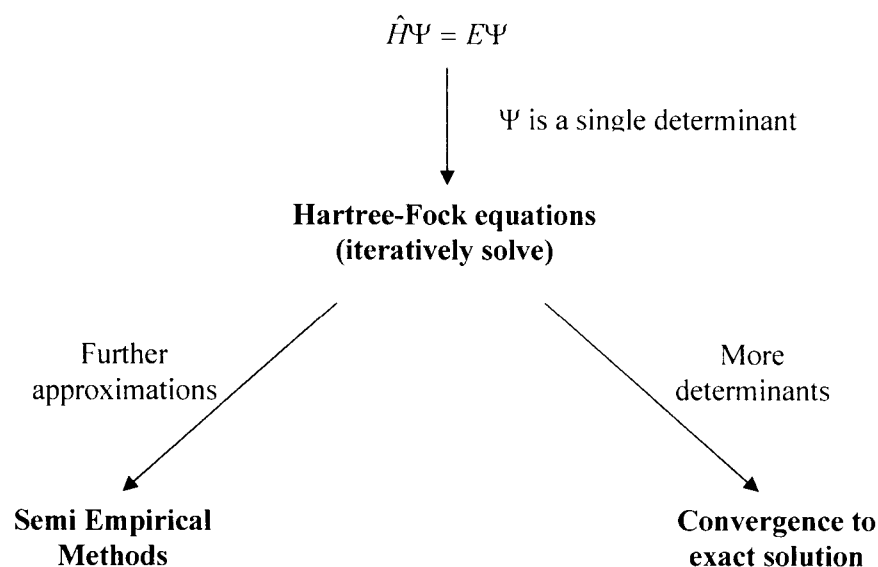 ĤΨ = EΨ
Ψ is a single determinant
Hartree-Fock equations
(iteratively solve)
Further
approximations
More
determinants
Semi Empirical
Methods
Convergence to
exact solution